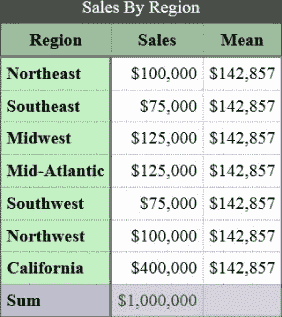 Sales By Region
Region Sales Mean
Northeast $100,000 $142,857
Southeast $75,000 $142,857
Midwest $125,000 $142,857
Mid-Atlantic $125,000 $142,857
Southwest $75,000 $142,857
Northwest $100,000 $142,857
California $400,000 $142,857
Sum $1,000,000